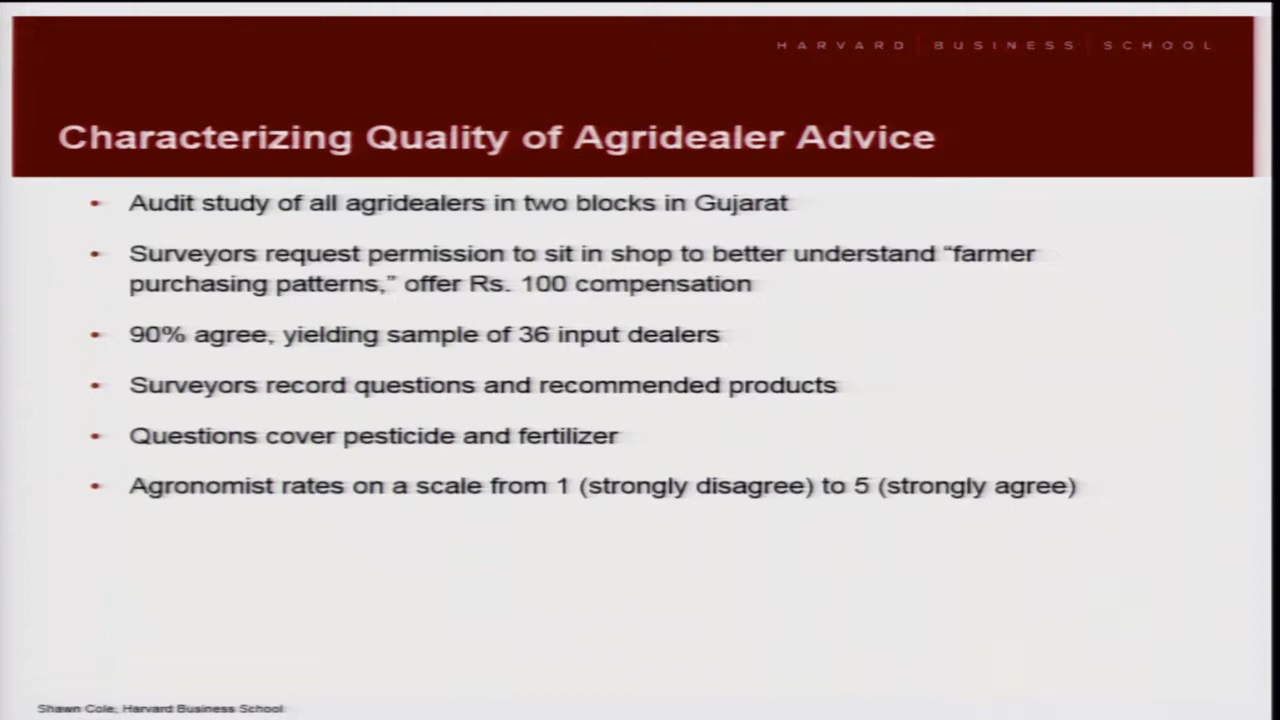 HARVARD BUSINESS SCHOOL
Characterizing Quality of Agridealer Advice
• Audit study of all agridealers in two blocks in Gujarat
• Surveyors request permission to sit in shop to better understand “farmer
purchasing patterns,” offer Rs. 100 compensation
• 90% agree, yielding sample of 36 input dealers
• Surveyors record questions and recommended products
• Questions cover pesticide and fertilizer
• Agronomist rates on a scale from 1 (strongly disagree) to 5 (strongly agree)
Shawn Cole, Harvard Business School